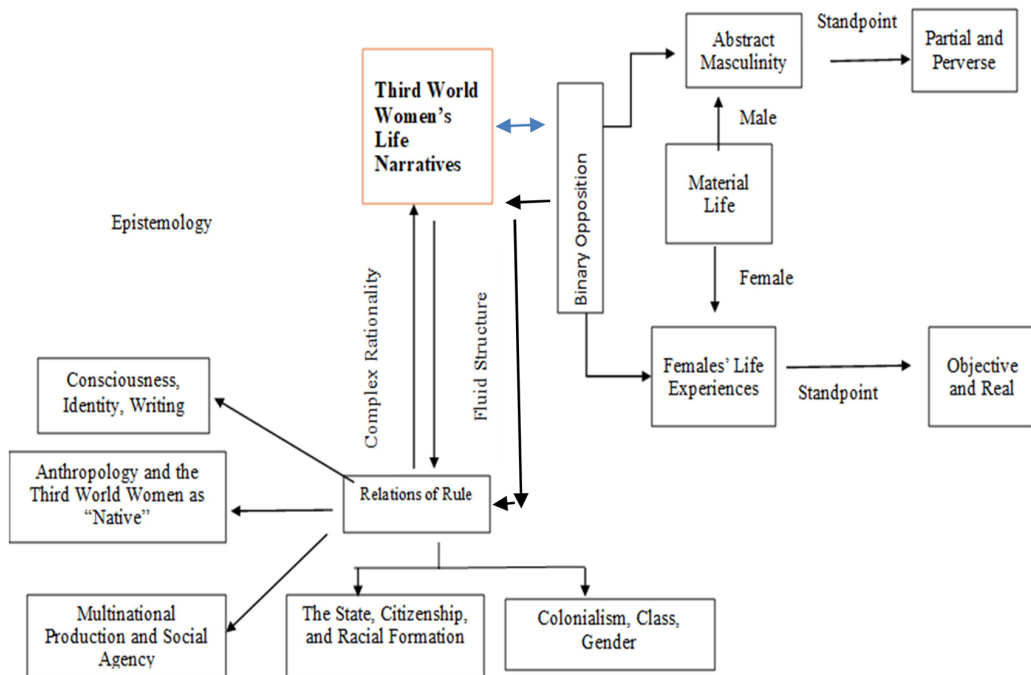 Standpoint
Abstract
Masculinity
Partial and
Perverse
Third World
Women's
Life
Narratives
Male
Material
Life
Binary Opposition
Epistemology
Female
Complex Rationality
Fluid Structure
Females' Life
Experiences
Standpoint
Objective
and Real
Consciousness,
Identity, Writing
Anthropology and the
Third World Women as
“Native”
Relations of Rule
Multinational
Production and Social
Agency
The State, Citizenship,
and Racial Formation
Colonialism, Class,
Gender